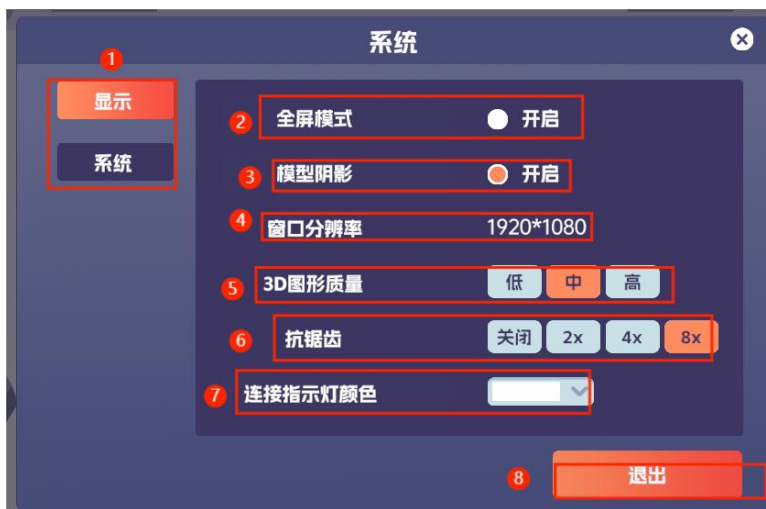 系统
1
显示
系统
2 全屏模式 开启
3 模型阴影 开启
4 窗口分辨率 1920*1080
5 3D图形质量 低 中 高
6 抗锯齿 关闭 2x 4x 8x
7 连接指示灯颜色
8 退出